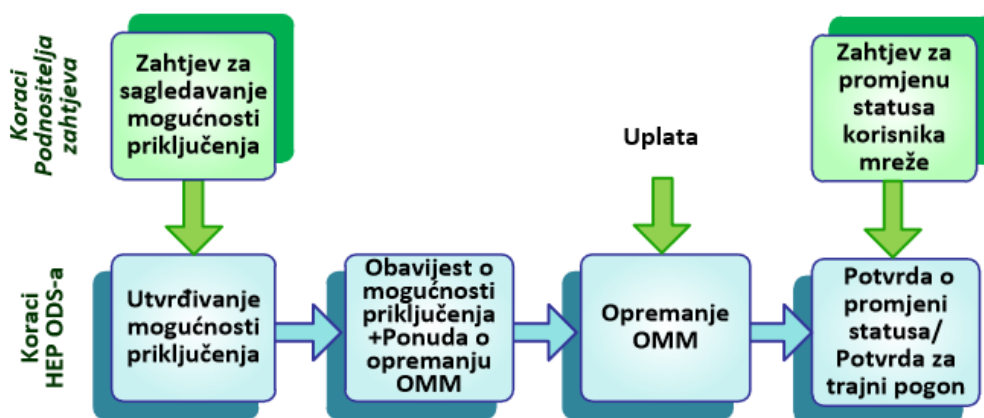 Koraci
Podnositelja
zahtjeva
Zahtjev za
sagledavanje
mogućnosti
priključenja
Uplata
Zahtjev za
promjenu
statusa
korisnika
mreže
Koraci
HEP ODS-a
Utvrđivanje
mogućnosti
priključenja
Obavijest o
mogućnosti
priključenja
+Ponuda o
opremanju
OMM
Opremanje
OMM
Potvrda o
promjeni
statusa/
Potvrda za
trajni pogon